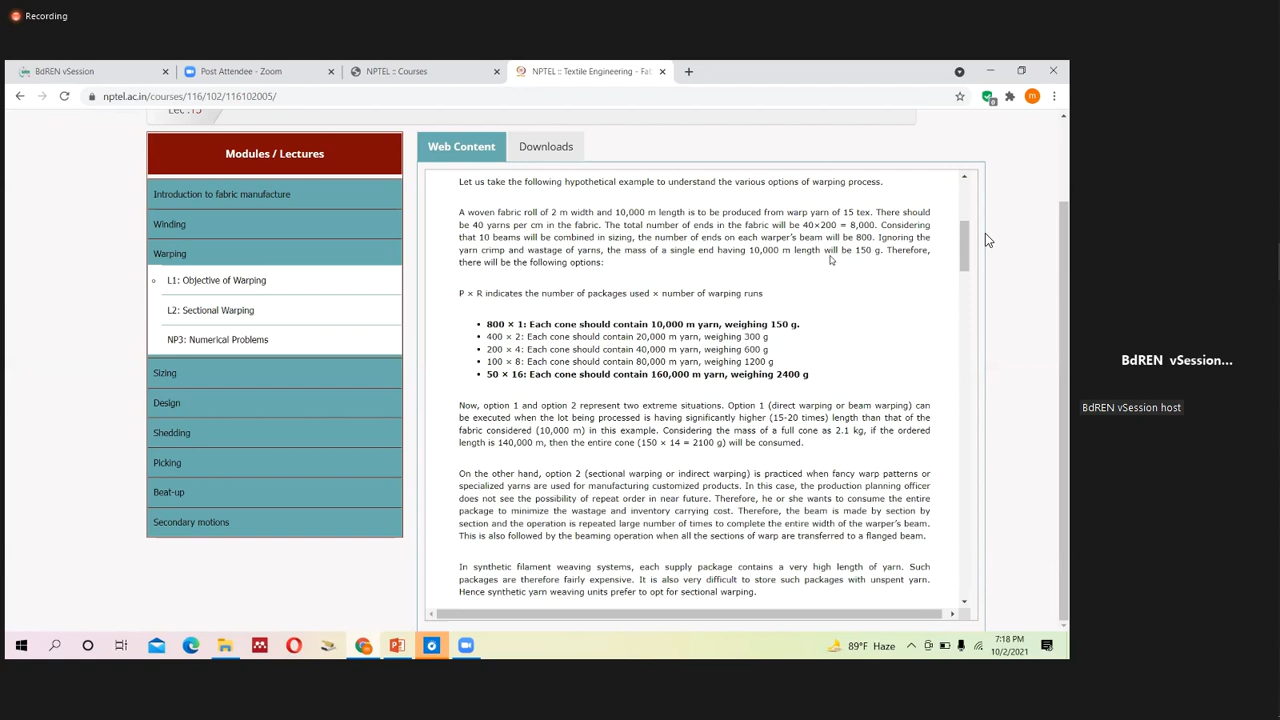 Recording
BdREN vSession
Post Attendee - Zoom
NPTEL :: Courses
NPTEL :: Textile Engineering - Fab
nptel.ac.in/courses/116/102/116102005/
m
Modules / Lectures
Introduction to fabric manufacture
Winding
Warping
L1: Objective of Warping
L2: Sectional Warping
NP3: Numerical Problems
Sizing
Design
Shedding
Picking
Beat-up
Secondary motions
Web Content
Downloads
Let us take the following hypothetical example to understand the various options of warping process.
A woven fabric roll of 2 m width and 10,000 m length is to be produced from warp yarn of 15 tex. There should
be 40 yarns per cm in the fabric. The total number of ends in the fabric will be 40×200 = 8,000. Considering
that 10 beams will be combined in sizing, the number of ends on each warper's beam will be 800. Ignoring the
yarn crimp and wastage of yarns, the mass of a single end having 10,000 m length will be 150 g. Therefore,
there will be the following options:
P × R indicates the number of packages used × number of warping runs
• 800 × 1: Each cone should contain 10,000 m yarn, weighing 150 g.
• 400 × 2: Each cone should contain 20,000 m yarn, weighing 300 g
• 200 × 4: Each cone should contain 40,000 m yarn, weighing 600 g
• 100 × 8: Each cone should contain 80,000 m yarn, weighing 1200 g
• 50 × 16: Each cone should contain 160,000 m yarn, weighing 2400 g
Now, option 1 and option 2 represent two extreme situations. Option 1 (direct warping or beam warping) can
be executed when the lot being processed is having significantly higher (15-20 times) length than that of the
fabric considered (10,000 m) in this example. Considering the mass of a full cone as 2.1 kg, if the ordered
length is 140,000 m, then the entire cone (150 × 14 = 2100 g) will be consumed.
On the other hand, option 2 (sectional warping or indirect warping) is practiced when fancy warp patterns or
specialized yarns are used for manufacturing customized products. In this case, the production planning officer
does not see the possibility of repeat order in near future. Therefore, he or she wants to consume the entire
package to minimize the wastage and inventory carrying cost. Therefore, the beam is made by section by
section and the operation is repeated large number of times to complete the entire width of the warper's beam.
This is also followed by the beaming operation when all the sections of warp are transferred to a flanged beam.
In synthetic filament weaving systems, each supply package contains a very high length of yarn. Such
packages are therefore fairly expensive. It is also very difficult to store such packages with unspent yarn.
Hence synthetic yarn weaving units prefer to opt for sectional warping.
BdREN vSession...
BdREN vSession host
89°F Haze
7:18 PM
10/2/2021